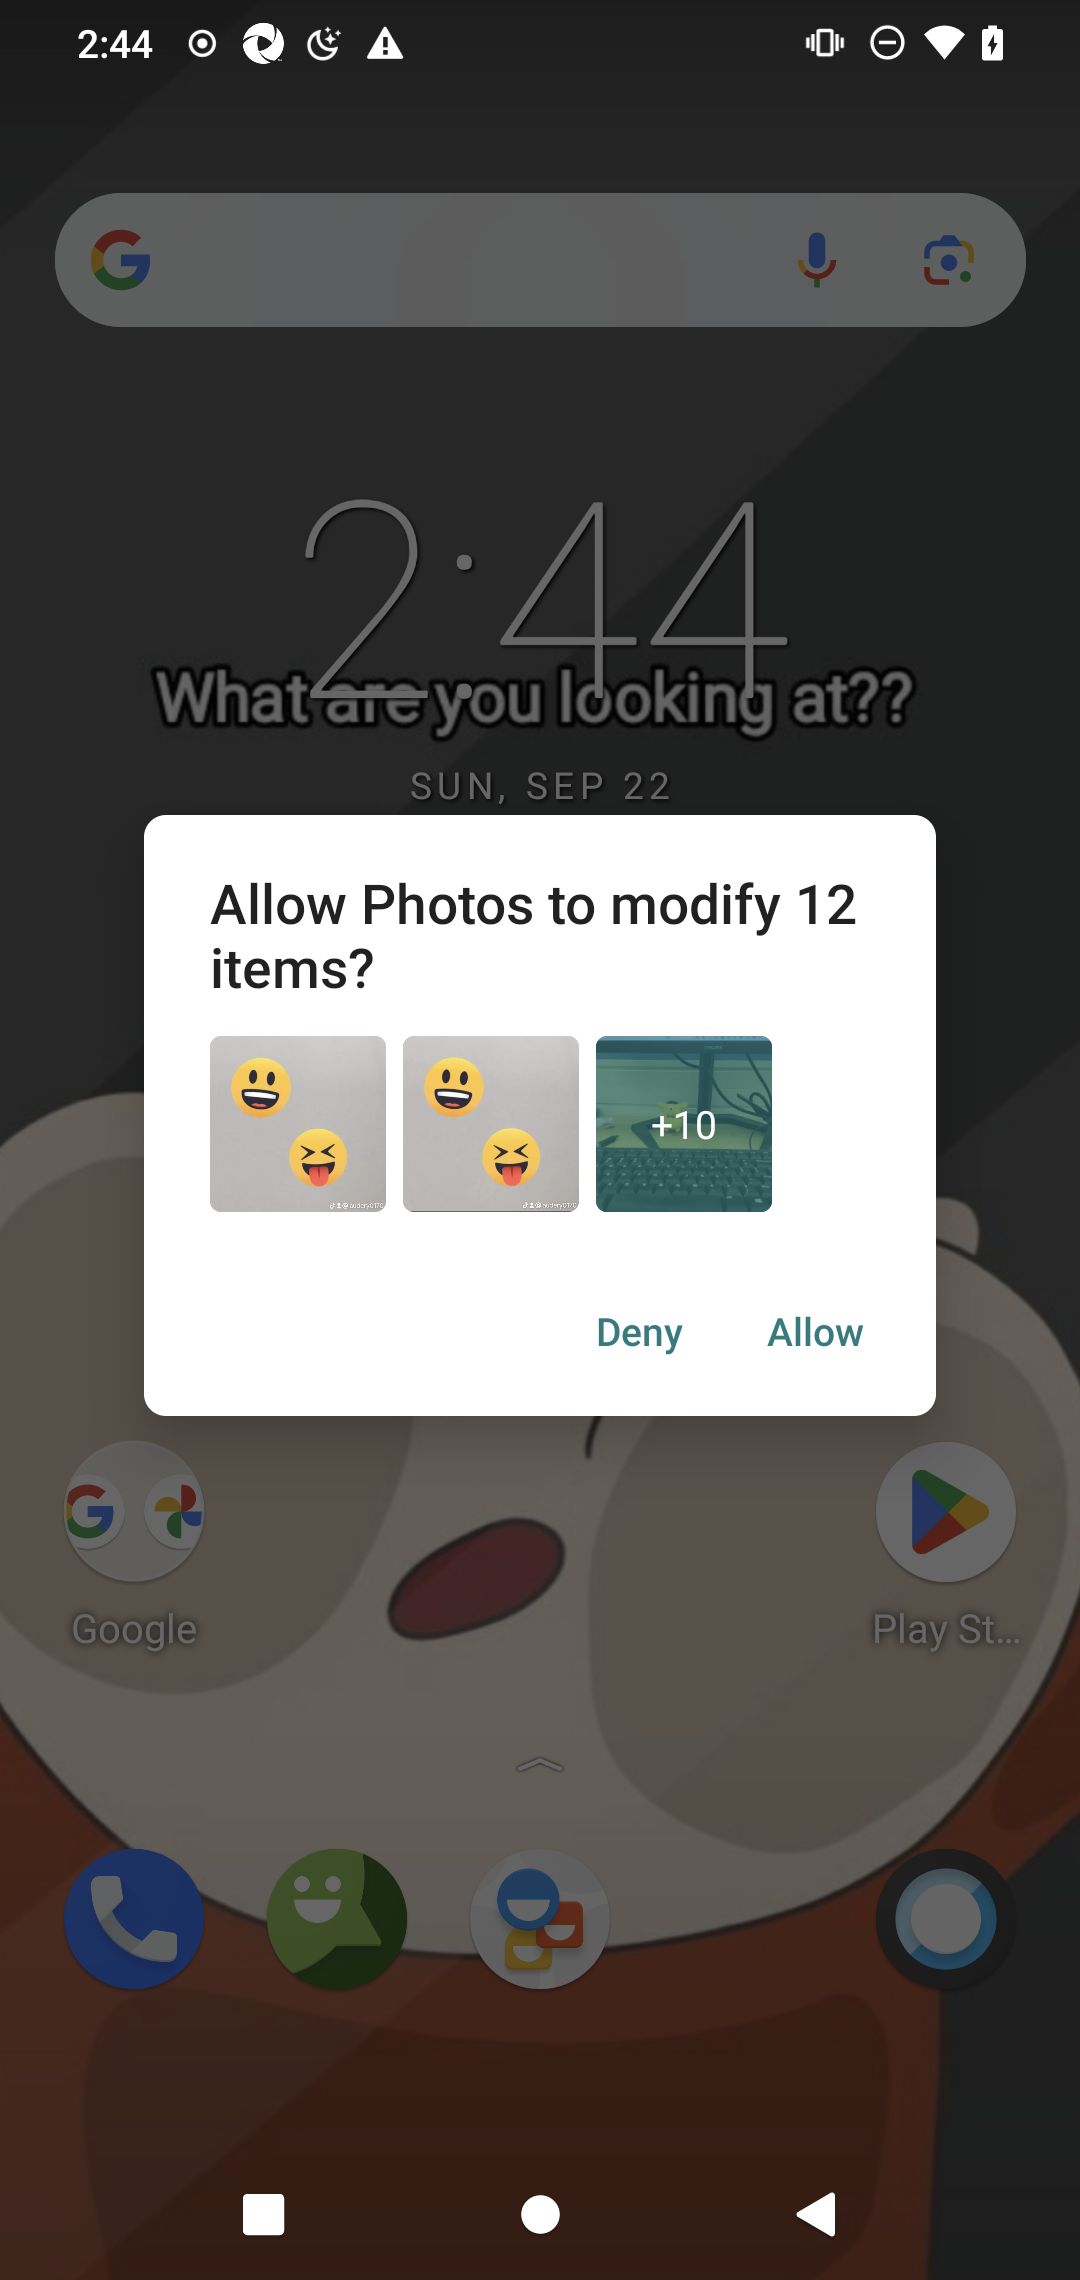 2:44
2:44
What are you looking at??
SUN, SEP 22
Allow Photos to modify 12
items?
+10
Deny
Allow
Google
Play St...